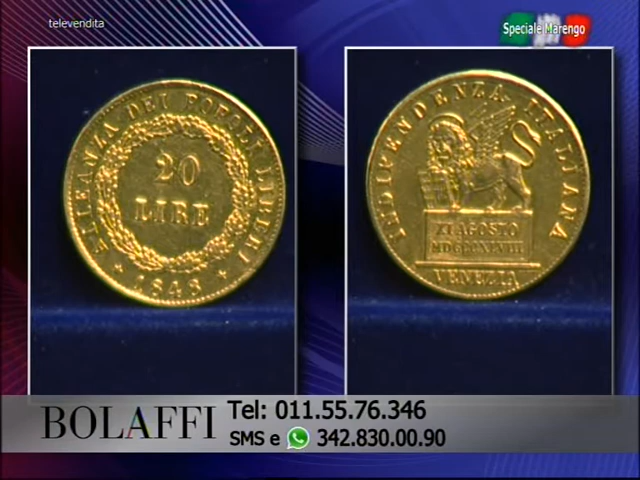 televendita
Speciale Marengo
ALLEANZA DEI POPOLI LIBERI
20
LIRE
* 1848 *
INDIPENDENZA ITALIANA
XI AGOSTO
MDCCCXLVIII
VENEZIA
BOLAFFI
Tel: 011.55.76.346
SMS e 342.830.00.90